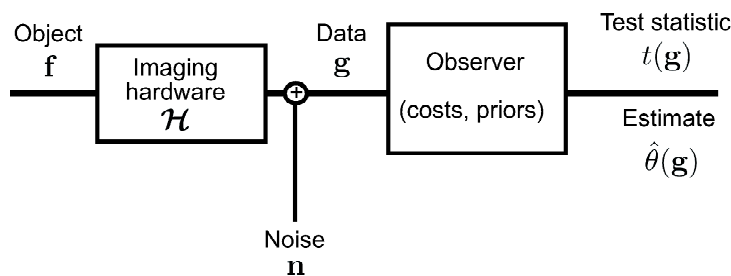 Object
f
Imaging
hardware
ℋ
+
Data
g
Observer
(costs, priors)
Test statistic
t(g)
Estimate
θ̂(g)
Noise
n